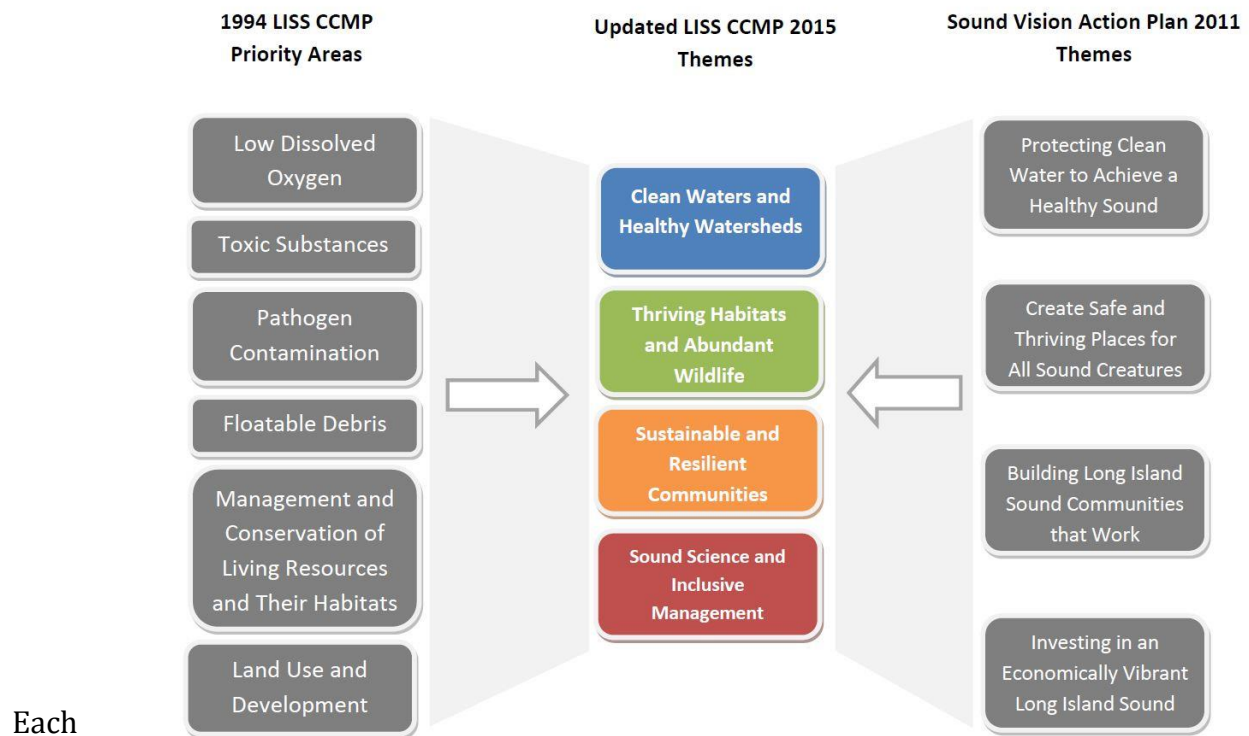 1994 LISS CCMP
Priority Areas
Low Dissolved
Oxygen
Toxic Substances
Pathogen
Contamination
Floatable Debris
Management and
Conservation of
Living Resources
and Their Habitats
Land Use and
Development
Updated LISS CCMP 2015
Themes
Clean Waters and
Healthy Watersheds
Thriving Habitats
and Abundant
Wildlife
Sustainable and
Resilient
Communities
Sound Science and
Inclusive
Management
Sound Vision Action Plan 2011
Themes
Protecting Clean
Water to Achieve a
Healthy Sound
Create Safe and
Thriving Places for
All Sound Creatures
Building Long Island
Sound Communities
that Work
Investing in an
Economically Vibrant
Long Island Sound
Each